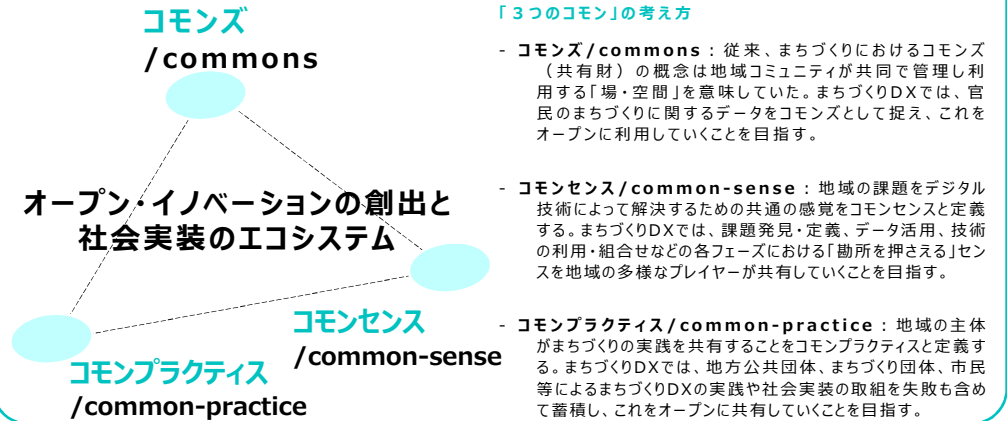 コモンズ
/commons
オープン・イノベーションの創出と
社会実装のエコシステム
コモンセンス
/common-sense
コモンプラクティス
/common-practice
「３つのコモン」の考え方
- コモンズ/commons：従来、まちづくりにおけるコモンズ
（共有財）の概念は地域コミュニティが共同で管理し利
用する「場・空間」を意味していた。まちづくりDXでは、官
民のまちづくりに関するデータをコモンズとして捉え、これを
オープンに利用していくことを目指す。
- コモンセンス/common-sense：地域の課題をデジタル
技術によって解決するための共通の感覚をコモンセンスと定義
する。まちづくりDXでは、課題発見・定義、データ活用、技術
の利用・組合せなどの各フェーズにおける「勘所を押さえる」セン
スを地域の多様なプレイヤーが共有していくことを目指す。
- コモンプラクティス/common-practice：地域の主体
がまちづくりの実践を共有することをコモンプラクティスと定義す
る。まちづくりDXでは、地方公共団体、まちづくり団体、市民
等によるまちづくりDXの実践や社会実装の取組を失敗も含め
て蓄積し、これをオープンに共有していくことを目指す。